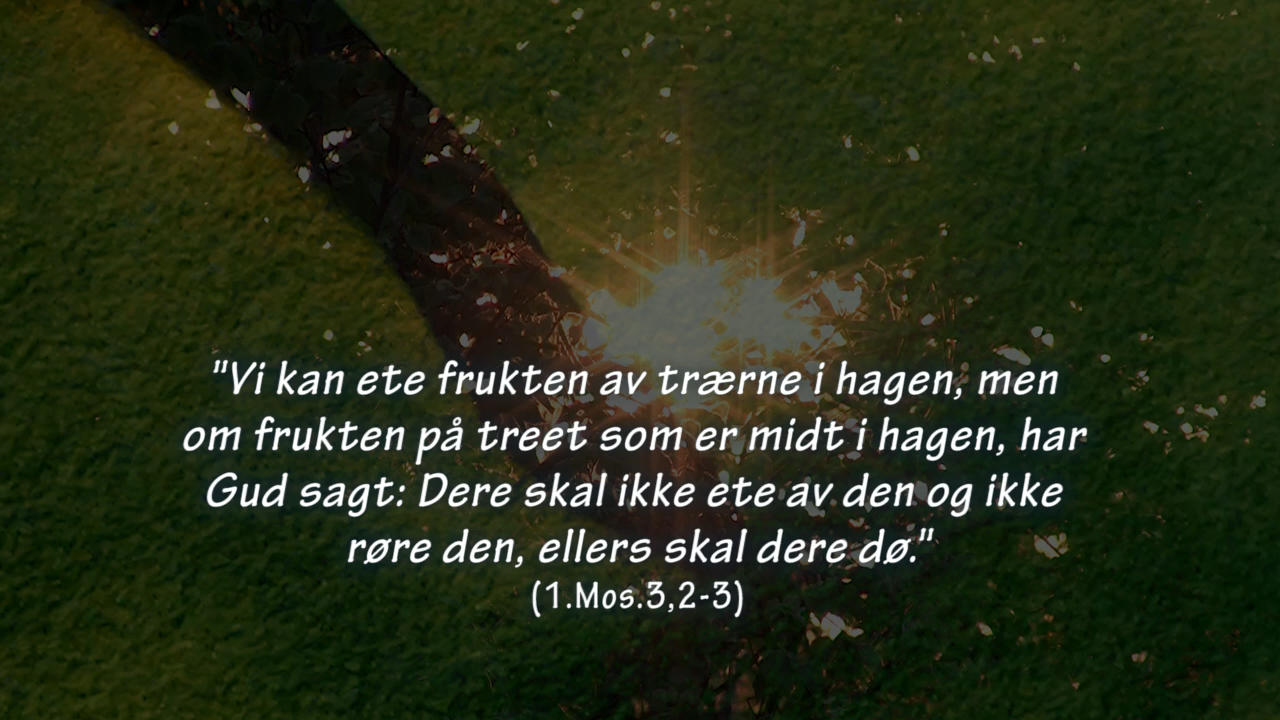 "Vi kan ete frukten av trærne i hagen, men
om frukten på treet som er midt i hagen, har
Gud sagt: Dere skal ikke ete av den og ikke
røre den, ellers skal dere dø."
(1.Mos.3,2-3)